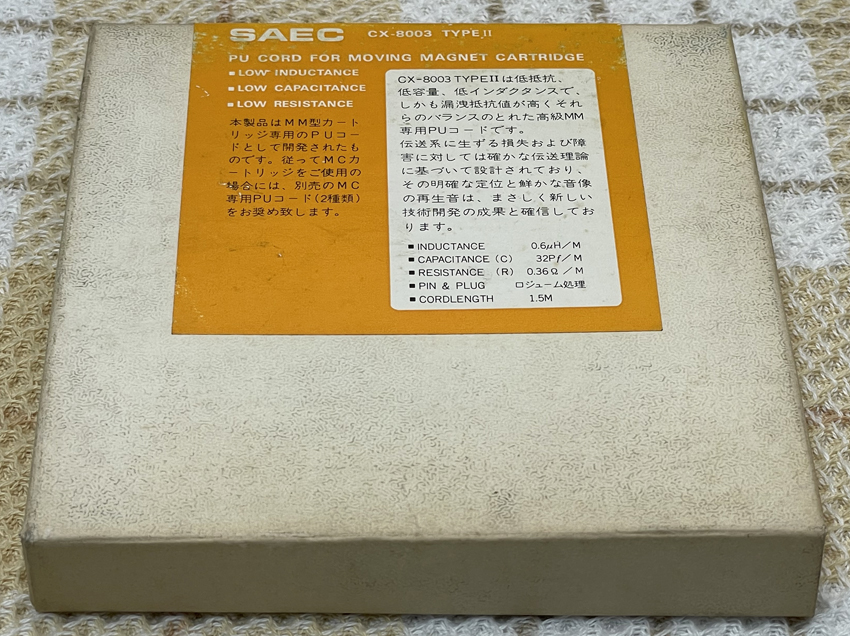 SAEC CX-8003 TYPE II
PU CORD FOR MOVING MAGNET CARTRIDGE
■ LOW INDUCTANCE
■ LOW CAPACITANCE
■ LOW RESISTANCE
本製品はMM型カート
リッジ専用のPUコー
ドとして開発されたも
のです。従ってMCカ
ートリッジをご使用の
場合には、別売のMC
専用PUコード(2種類)
をお奨め致します。
CX-8003 TYPE II は低抵抗、
低容量、低インダクタンスで、
しかも漏洩抵抗値が高くそれ
らのバランスのとれた高級MM
専用PUコードです。
伝送系に生ずる損失および障
害に対しては確かな伝送理論
に基づいて設計されており、
その明確な定位と鮮かな音像
の再生音は、まさしく新しい
技術開発の成果と確信してお
ります。
■ INDUCTANCE 0.6μH/M
■ CAPACITANCE (C) 32Pf/M
■ RESISTANCE (R) 0.36Ω/M
■ PIN & PLUG ロジューム処理
■ CORDLENGTH 1.5M